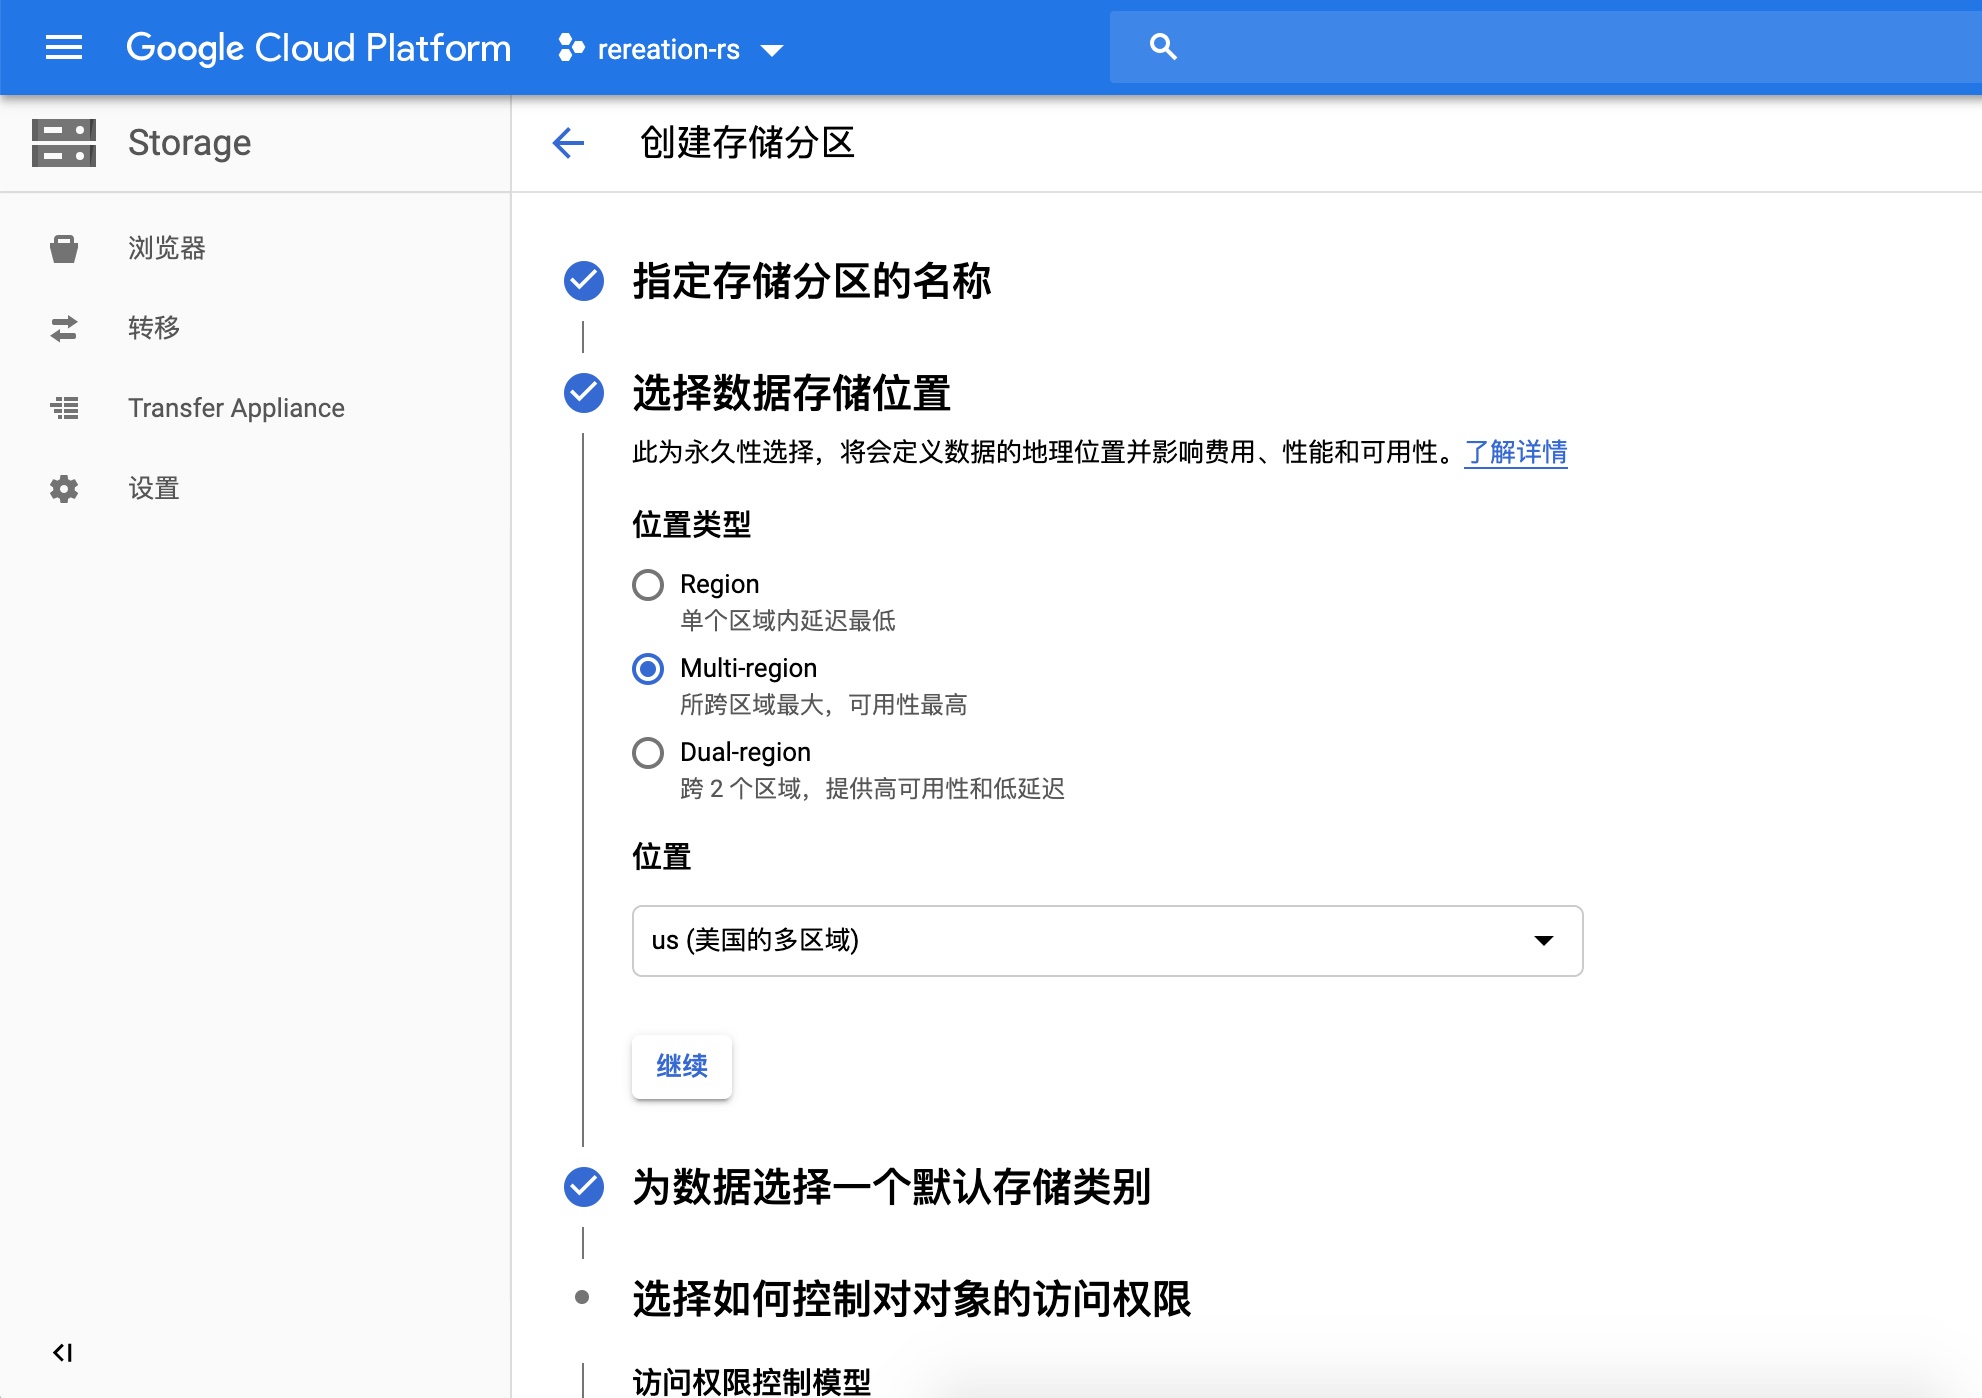 Google Cloud Platform
rereation-rs
Storage
创建存储分区
浏览器
转移
Transfer Appliance
设置
指定存储分区的名称
选择数据存储位置
此为永久性选择，将会定义数据的地理位置并影响费用、性能和可用性。了解详情
位置类型
Region
单个区域内延迟最低
Multi-region
所跨区域最大，可用性最高
Dual-region
跨 2 个区域，提供高可用性和低延迟
位置
us (美国的多区域)
继续
为数据选择一个默认存储类别
选择如何控制对对象的访问权限
访问权限控制模型